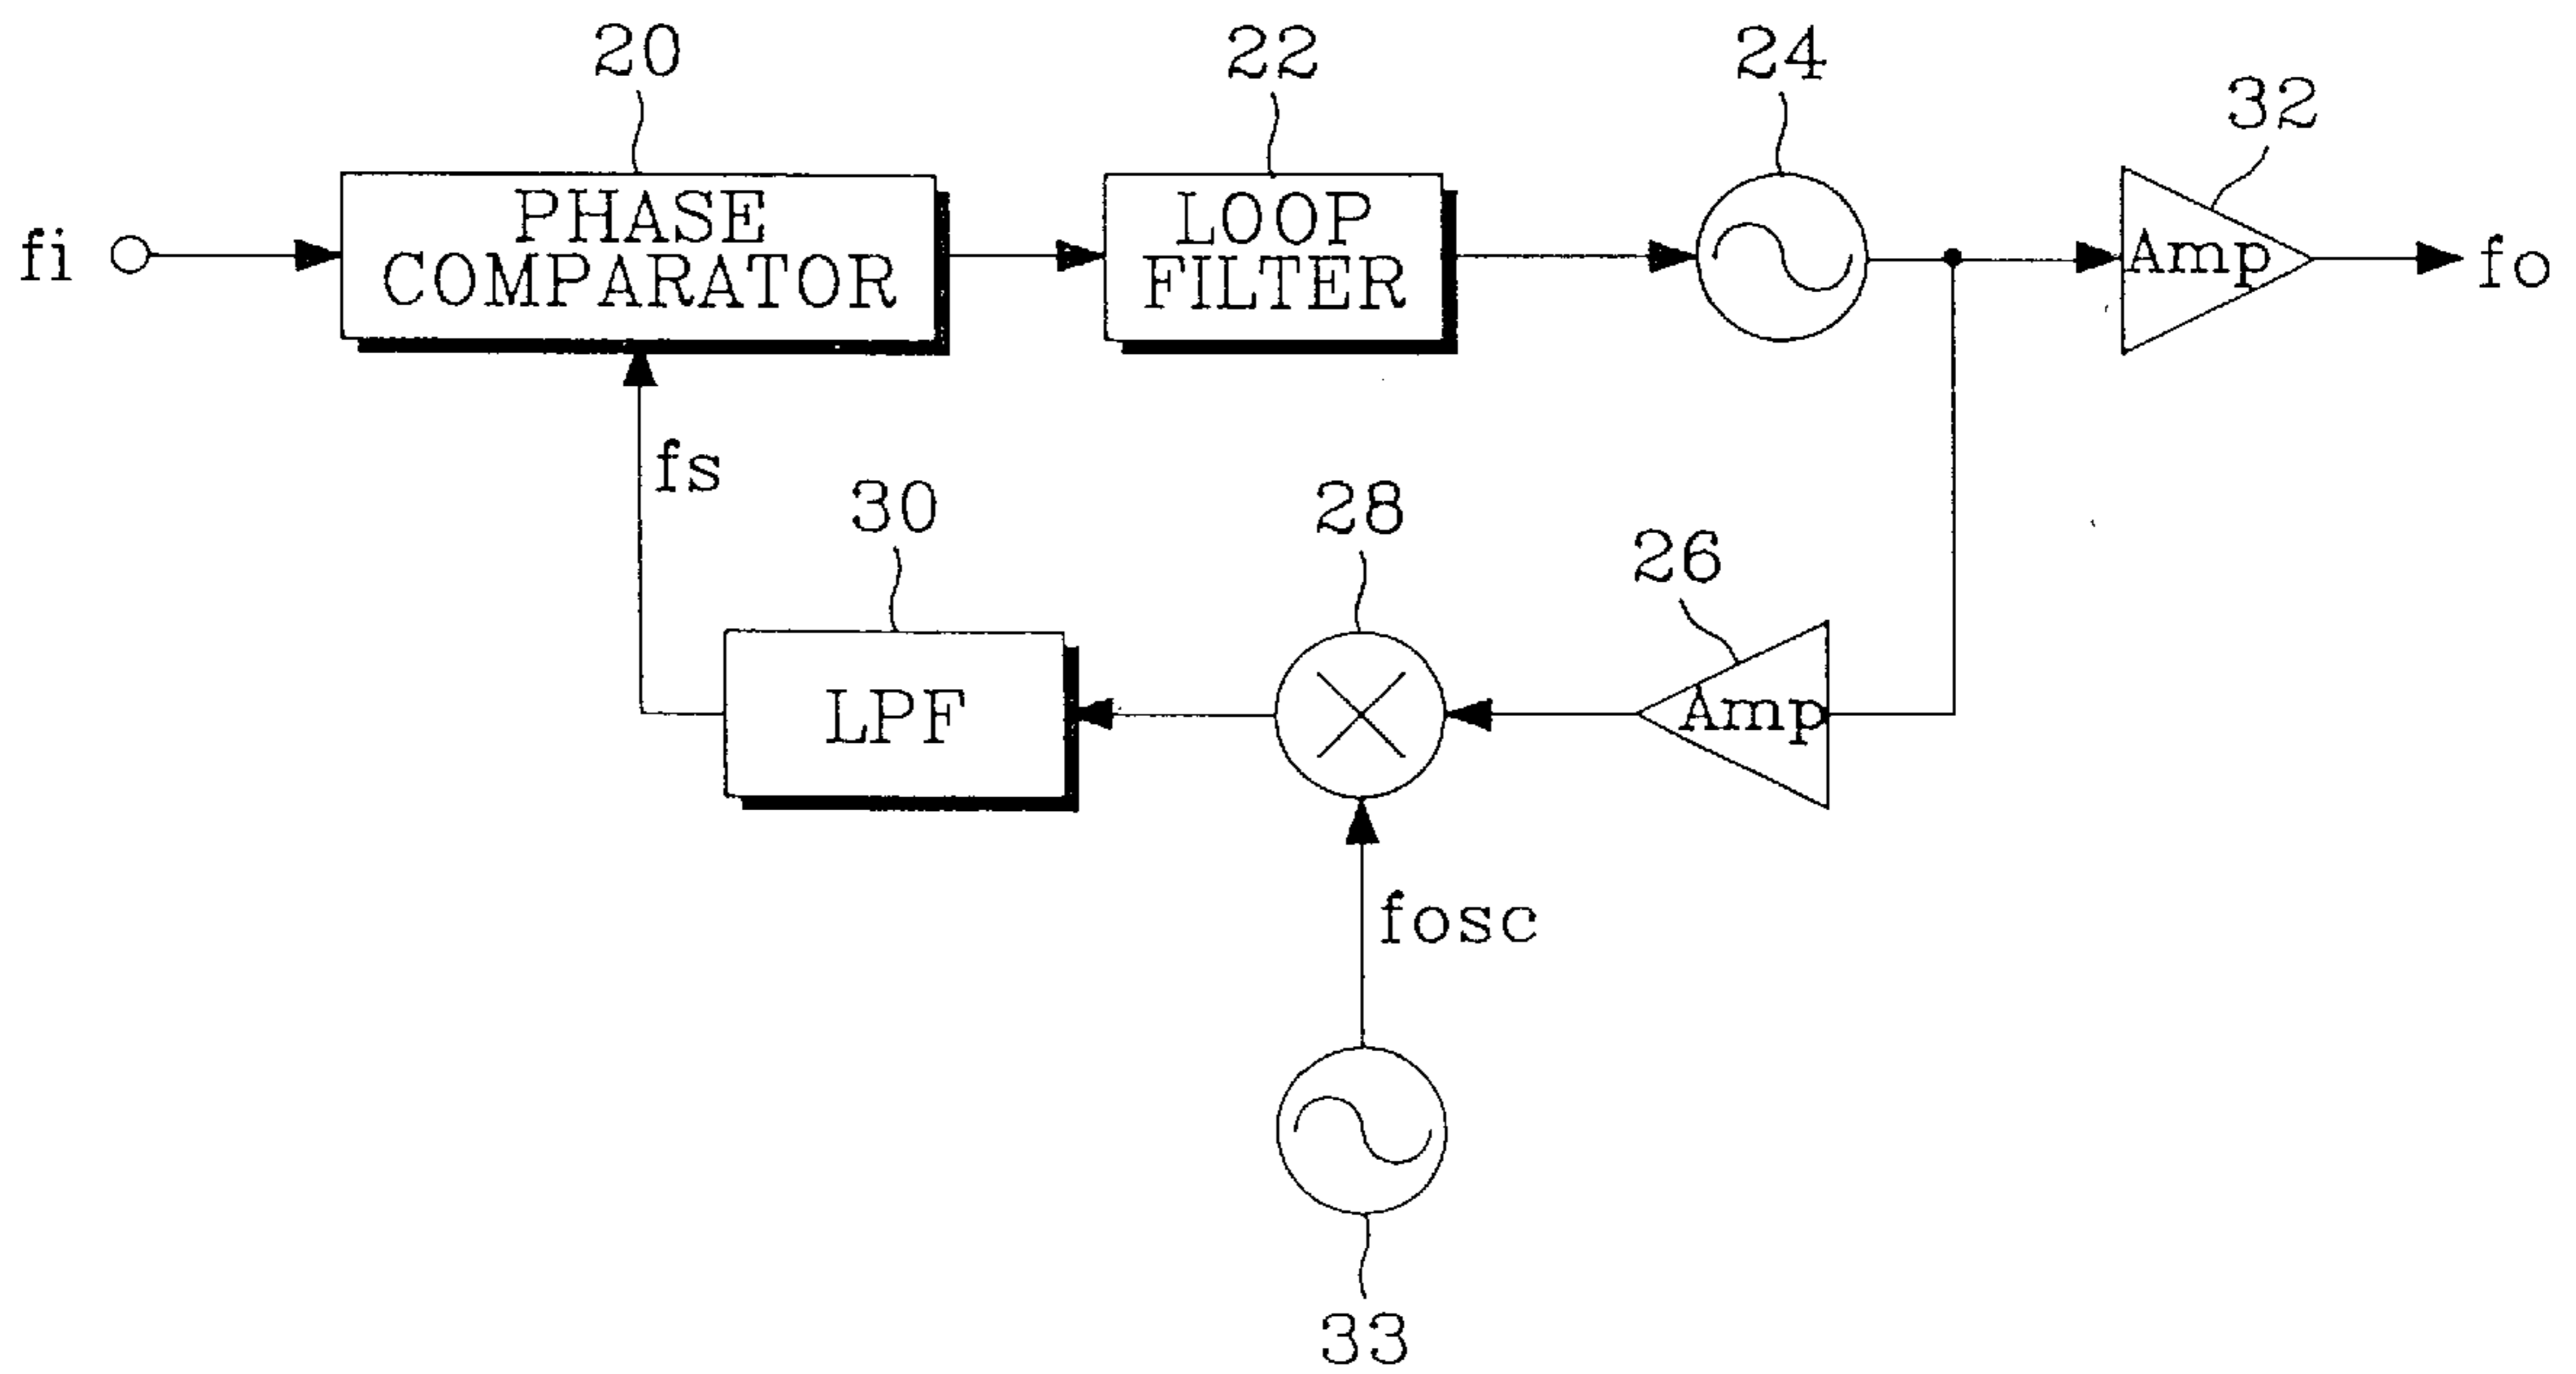 20
22
24
32
fi
PHASE
COMPARATOR
LOOP
FILTER
Amp
fo
fs
30
28
26
LPF
Amp
fosc
33